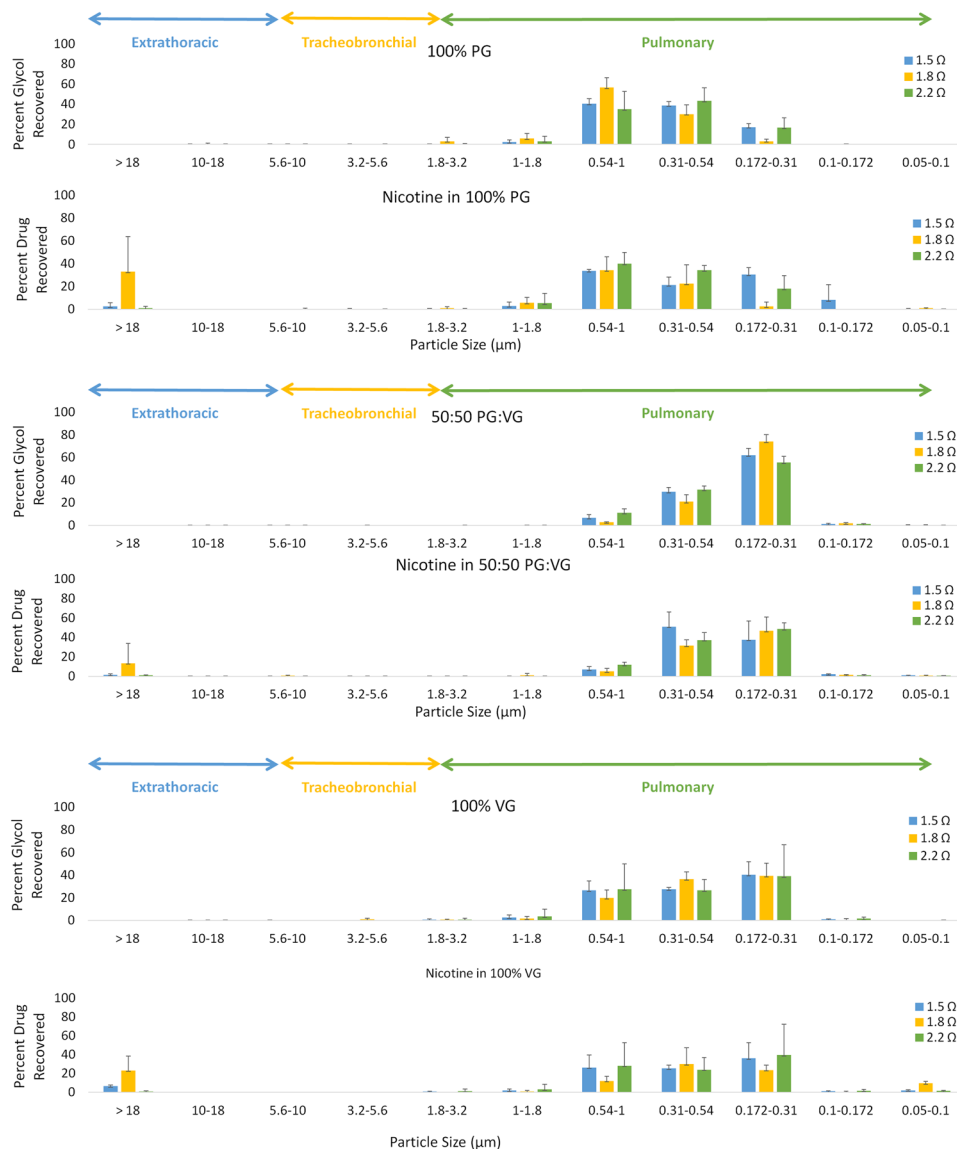 Extrathoracic Tracheobronchial Pulmonary
100% PG
Percent Glycol Recovered
100
80
60
40
20
0
1.5 Ω
1.8 Ω
2.2 Ω
> 18 10-18 5.6-10 3.2-5.6 1.8-3.2 1-1.8 0.54-1 0.31-0.54 0.172-0.31 0.1-0.172 0.05-0.1
Nicotine in 100% PG
Percent Drug Recovered
100
80
60
40
20
0
1.5 Ω
1.8 Ω
2.2 Ω
> 18 10-18 5.6-10 3.2-5.6 1.8-3.2 1-1.8 0.54-1 0.31-0.54 0.172-0.31 0.1-0.172 0.05-0.1
Particle Size (μm)
Extrathoracic Tracheobronchial Pulmonary
50:50 PG:VG
Percent Glycol Recovered
100
80
60
40
20
0
1.5 Ω
1.8 Ω
2.2 Ω
> 18 10-18 5.6-10 3.2-5.6 1.8-3.2 1-1.8 0.54-1 0.31-0.54 0.172-0.31 0.1-0.172 0.05-0.1
Nicotine in 50:50 PG:VG
Percent Drug Recovered
100
80
60
40
20
0
1.5 Ω
1.8 Ω
2.2 Ω
> 18 10-18 5.6-10 3.2-5.6 1.8-3.2 1-1.8 0.54-1 0.31-0.54 0.172-0.31 0.1-0.172 0.05-0.1
Particle Size (μm)
Extrathoracic Tracheobronchial Pulmonary
100% VG
Percent Glycol Recovered
100
80
60
40
20
0
1.5 Ω
1.8 Ω
2.2 Ω
> 18 10-18 5.6-10 3.2-5.6 1.8-3.2 1-1.8 0.54-1 0.31-0.54 0.172-0.31 0.1-0.172 0.05-0.1
Nicotine in 100% VG
Percent Drug Recovered
100
80
60
40
20
0
1.5 Ω
1.8 Ω
2.2 Ω
> 18 10-18 5.6-10 3.2-5.6 1.8-3.2 1-1.8 0.54-1 0.31-0.54 0.172-0.31 0.1-0.172 0.05-0.1
Particle Size (μm)